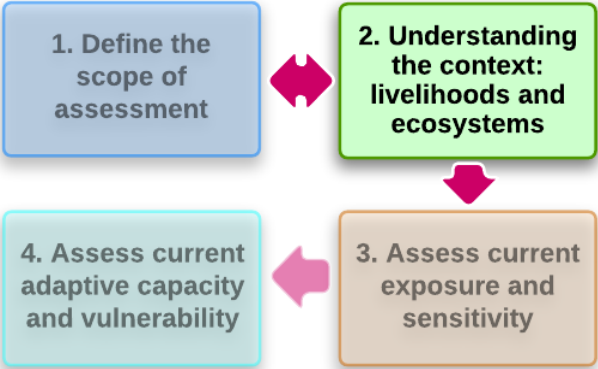 1. Define the
scope of
assessment
2. Understanding
the context:
livelihoods and
ecosystems
3. Assess current
exposure and
sensitivity
4. Assess current
adaptive capacity
and vulnerability